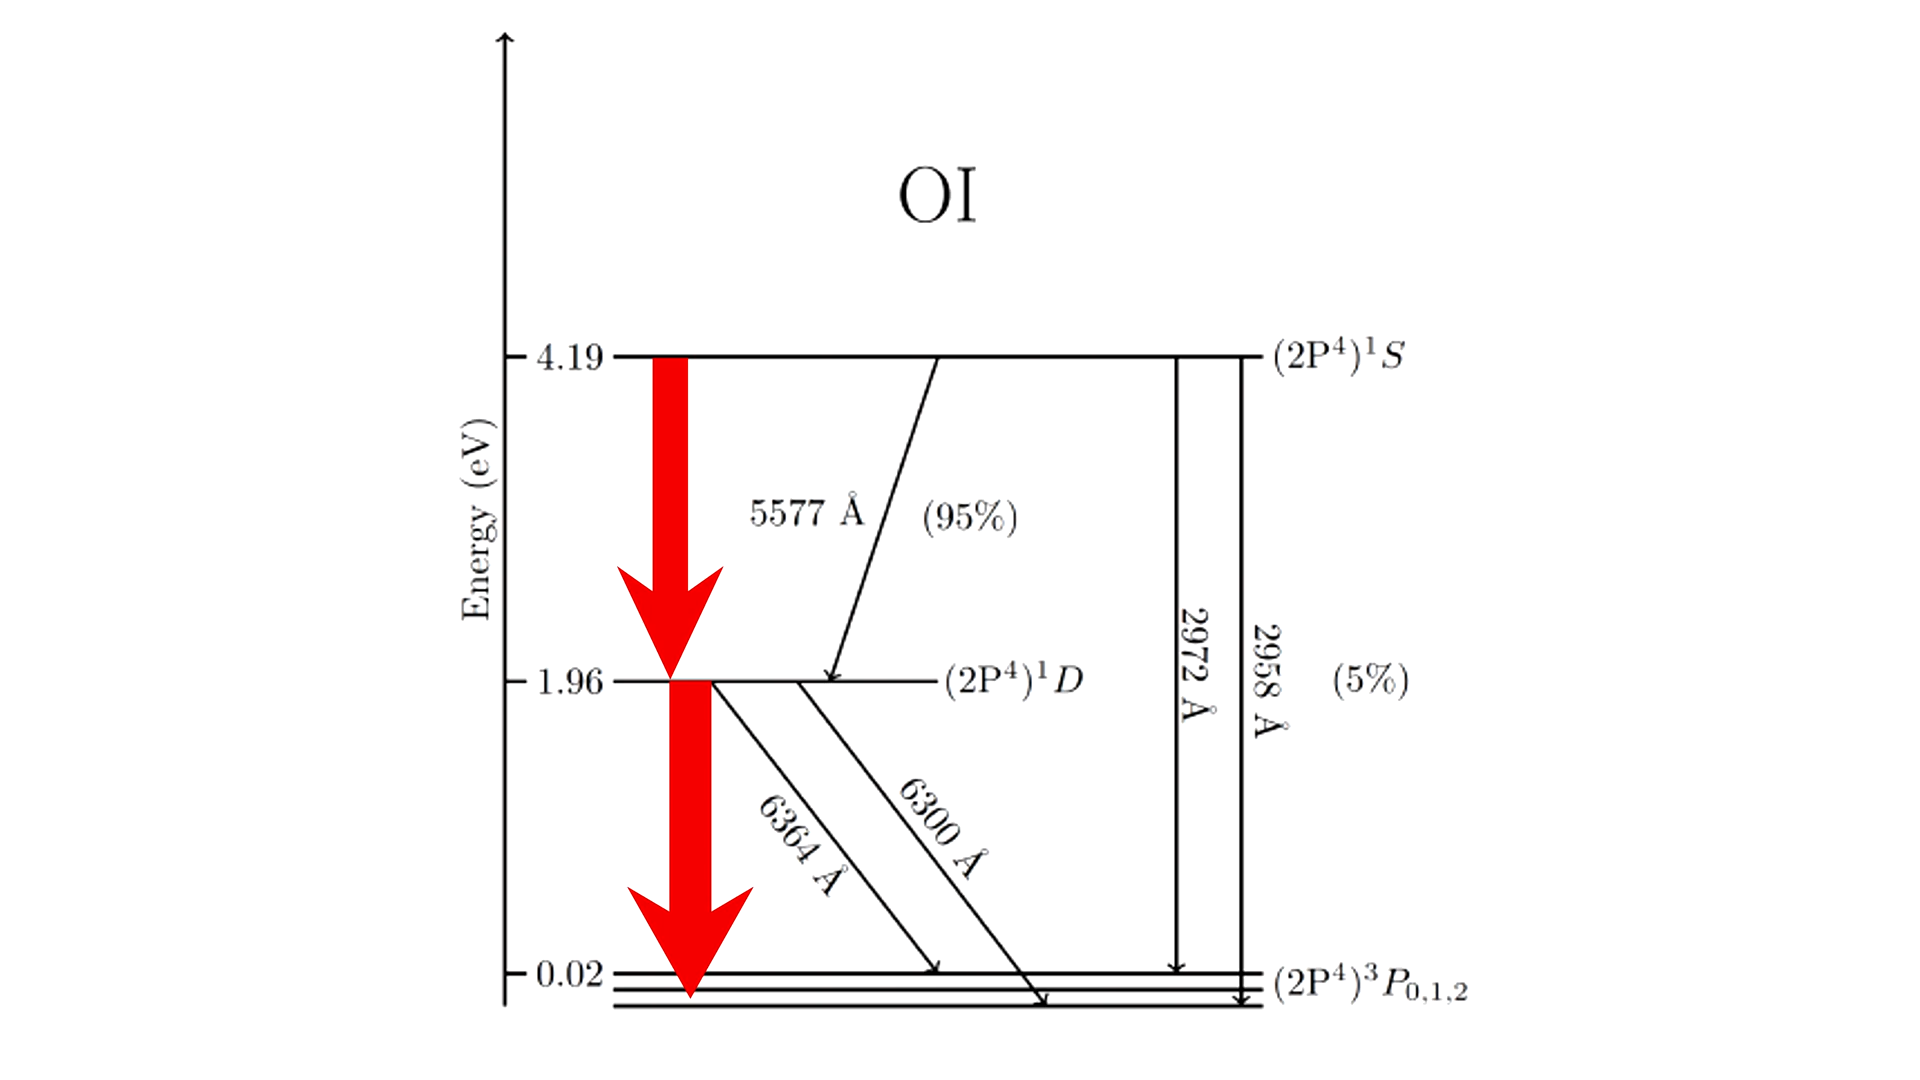 OI
4.19
(2P⁴)¹S
Energy (eV)
5577 Å
(95%)
2972 Å
2958 Å
(5%)
1.96
(2P⁴)¹D
6364 Å
6300 Å
0.02
(2P⁴)³P₀,₁,₂